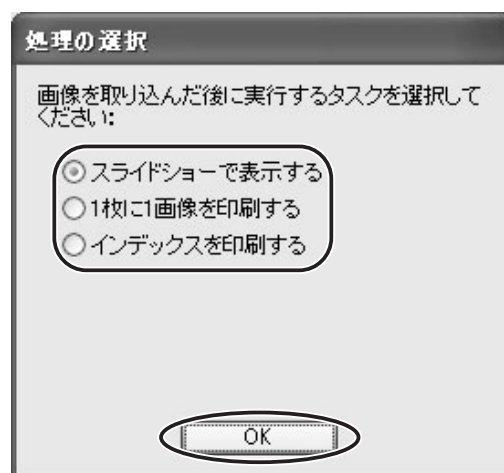 処理の選択
画像を取り込んだ後に実行するタスクを選択して
ください:
スライドショーで表示する
1枚に1画像を印刷する
インデックスを印刷する
OK